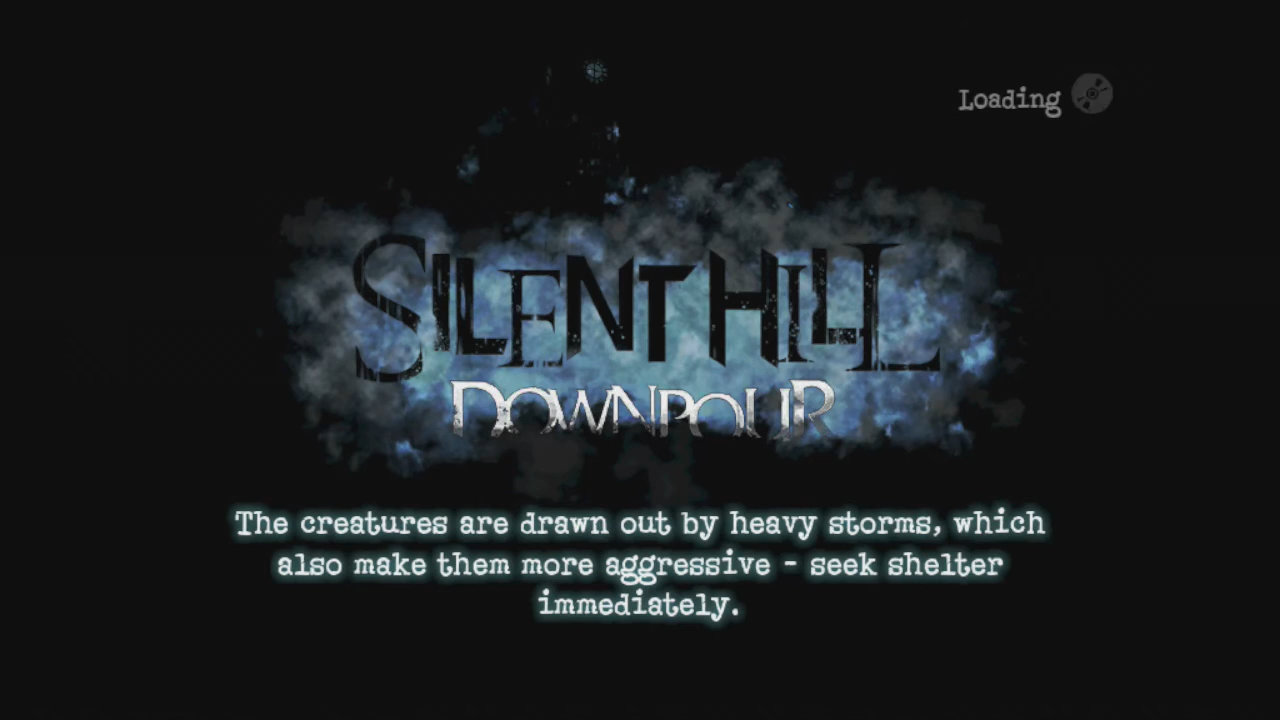 Loading
SILENT HILL
DOWNPOUR
The creatures are drawn out by heavy storms, which
also make them more aggressive - seek shelter
immediately.